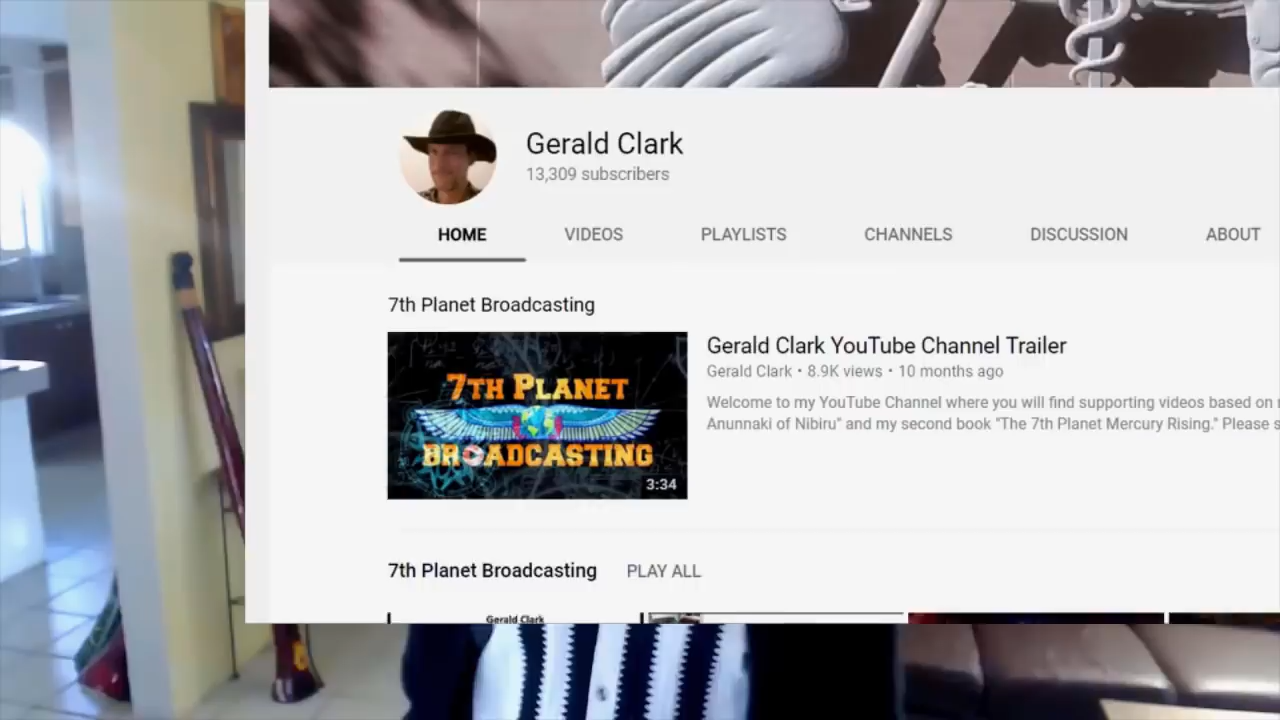 Gerald Clark
13,309 subscribers
HOME VIDEOS PLAYLISTS CHANNELS DISCUSSION ABOUT
7th Planet Broadcasting
7TH PLANET
BROADCASTING
3:34
Gerald Clark YouTube Channel Trailer
Gerald Clark • 8.9K views • 10 months ago
Welcome to my YouTube Channel where you will find supporting videos based on
Anunnaki of Nibiru" and my second book "The 7th Planet Mercury Rising." Please s
7th Planet Broadcasting PLAY ALL
Gerald Clark